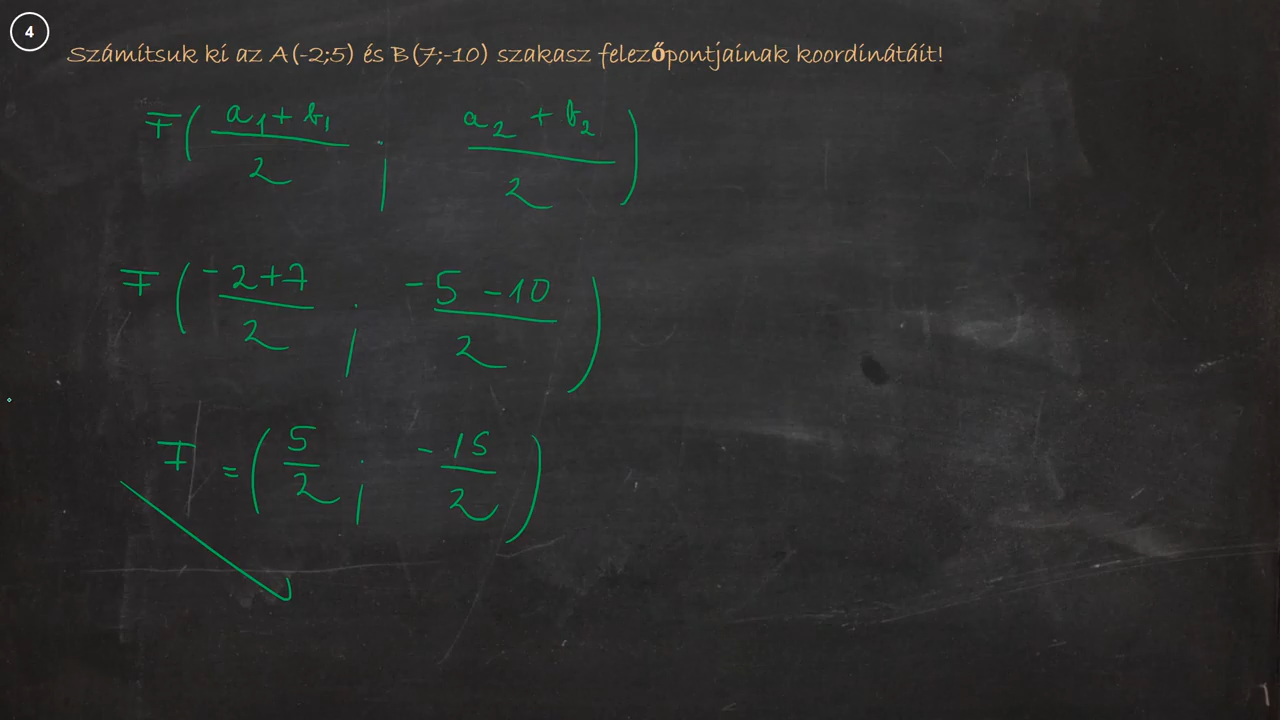 4
Számítsuk ki az A(-2;5) és B(7;-10) szakasz felezőpontjainak koordinátáit!
F( (a₁+b₁)/2 ; (a₂+b₂)/2 )
F( (-2+7)/2 ; (-5-10)/2 )
F = ( 5/2 ; -15/2 )